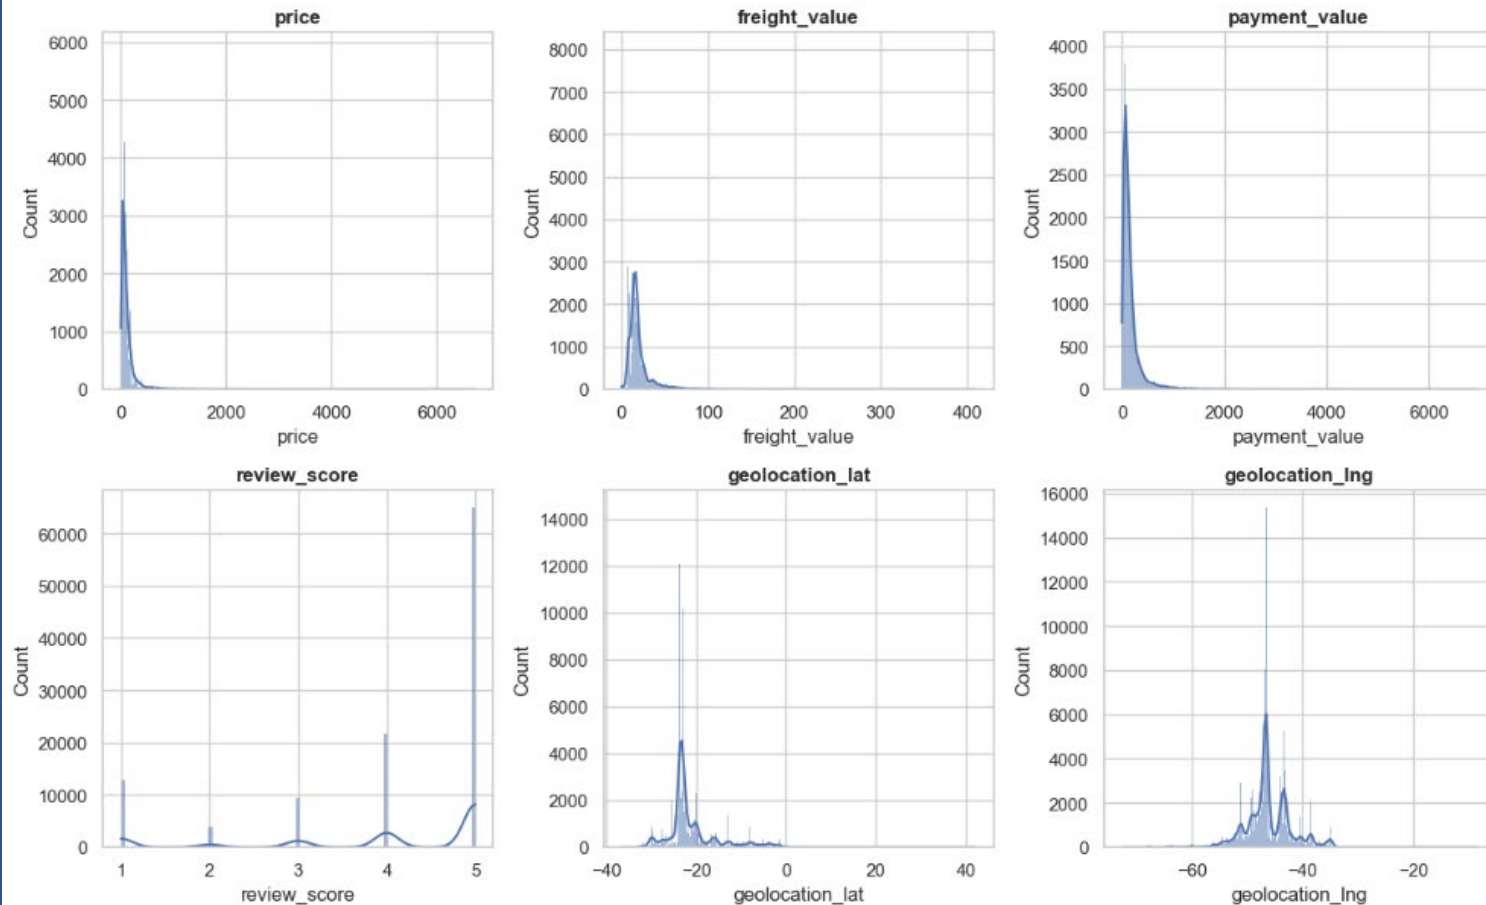 price
freight_value
payment_value
6000
5000
4000
3000
2000
1000
0
Count
0 2000 4000 6000
price
8000
7000
6000
5000
4000
3000
2000
1000
0
Count
0 100 200 300 400
freight_value
4000
3500
3000
2500
2000
1500
1000
500
0
Count
0 2000 4000 6000
payment_value
review_score
geolocation_lat
geolocation_lng
60000
50000
40000
30000
20000
10000
0
Count
1 2 3 4 5
review_score
14000
12000
10000
8000
6000
4000
2000
0
Count
−40 −20 0 20 40
geolocation_lat
16000
14000
12000
10000
8000
6000
4000
2000
0
Count
−60 −40 −20
geolocation_lng